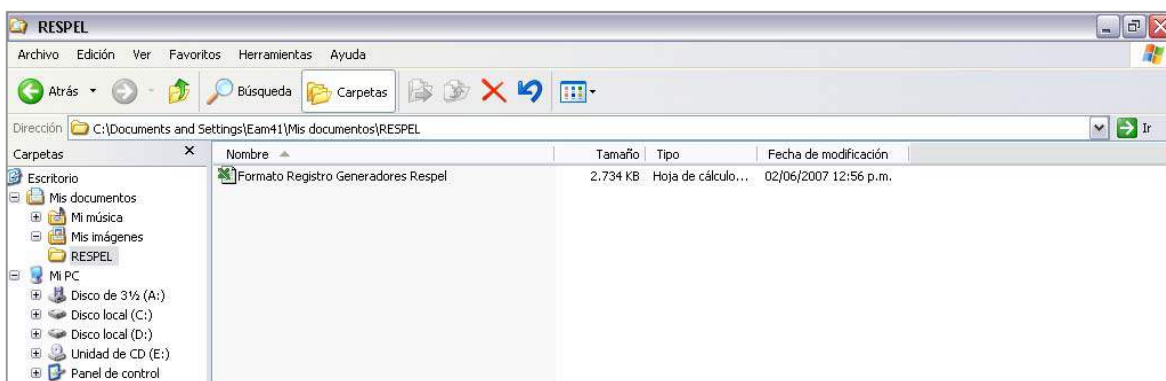 RESPEL
Archivo Edición Ver Favoritos Herramientas Ayuda
Atrás Búsqueda Carpetas
Dirección C:\Documents and Settings\Eam41\Mis documentos\RESPEL Ir
Carpetas x Nombre Tamaño Tipo Fecha de modificación
Escritorio Formato Registro Generadores Respel 2.734 KB Hoja de cálculo... 02/06/2007 12:56 p.m.
Mis documentos
Mi música
Mis imágenes
RESPEL
Mi PC
Disco de 3½ (A:)
Disco local (C:)
Disco local (D:)
Unidad de CD (E:)
Panel de control